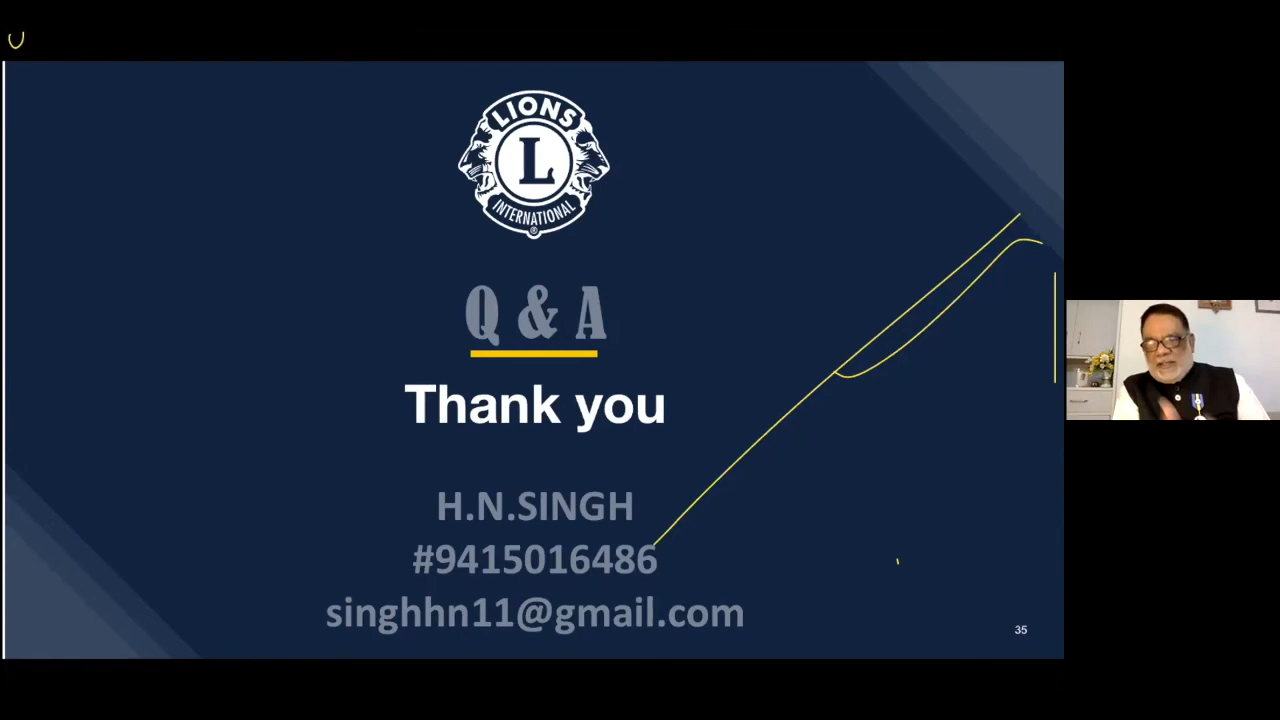 LIONS
L
INTERNATIONAL
®
Q & A
Thank you
H.N.SINGH
#9415016486
singhhn11@gmail.com
35